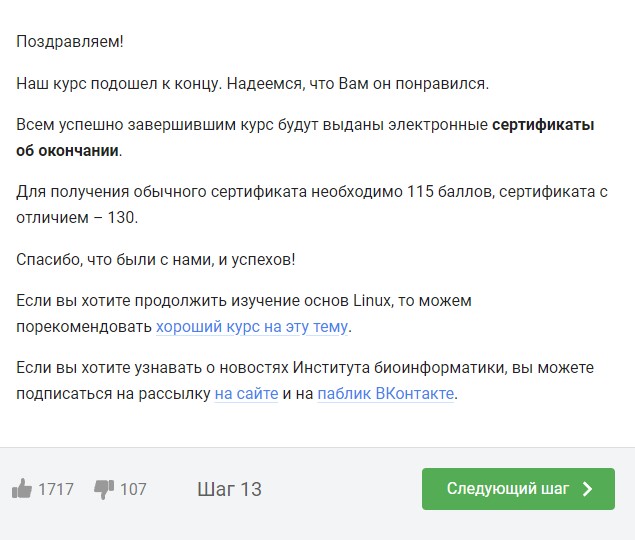 Поздравляем!
Наш курс подошел к концу. Надеемся, что Вам он понравился.
Всем успешно завершившим курс будут выданы электронные сертификаты
об окончании.
Для получения обычного сертификата необходимо 115 баллов, сертификата с
отличием – 130.
Спасибо, что были с нами, и успехов!
Если вы хотите продолжить изучение основ Linux, то можем
порекомендовать хороший курс на эту тему.
Если вы хотите узнавать о новостях Института биоинформатики, вы можете
подписаться на рассылку на сайте и на паблик ВКонтакте.
1717 107 Шаг 13 Следующий шаг